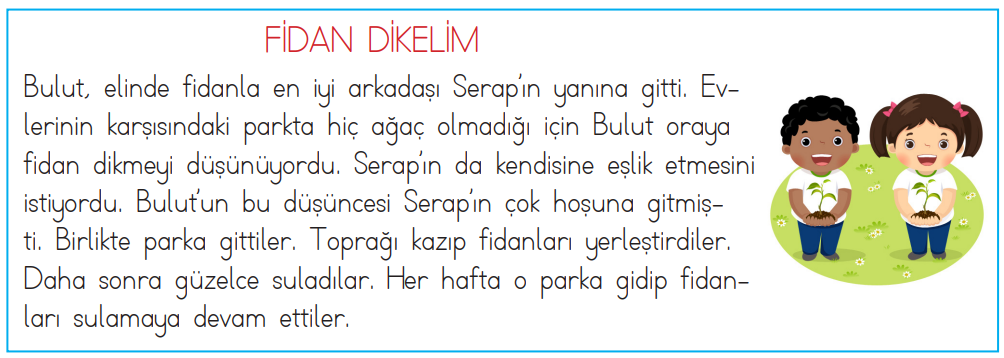 FİDAN DİKELİM
Bulut, elinde fidanla en iyi arkadaşı Serap'ın yanına gitti. Ev-
lerinin karşısındaki parkta hiç ağaç olmadığı için Bulut oraya
fidan dikmeyi düşünüyordu. Serap'ın da kendisine eşlik etmesini
istiyordu. Bulut'un bu düşüncesi Serap'ın çok hoşuna gitmiş-
ti. Birlikte parka gittiler. Toprağı kazıp fidanları yerleştirdiler.
Daha sonra güzelce suladılar. Her hafta o parka gidip fidan-
ları sulamaya devam ettiler.